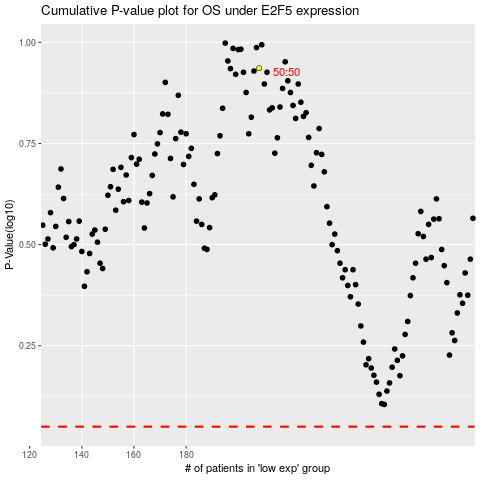 Cumulative P-value plot for OS under E2F5 expression
P-Value(log10)
1.00
0.75
0.50
0.25
50:50
120 140 160 180
# of patients in 'low exp' group